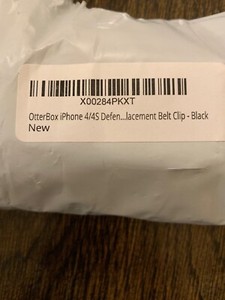 X00284PKXT
OtterBox iPhone 4/4S Defen...lacement Belt Clip - Black
New